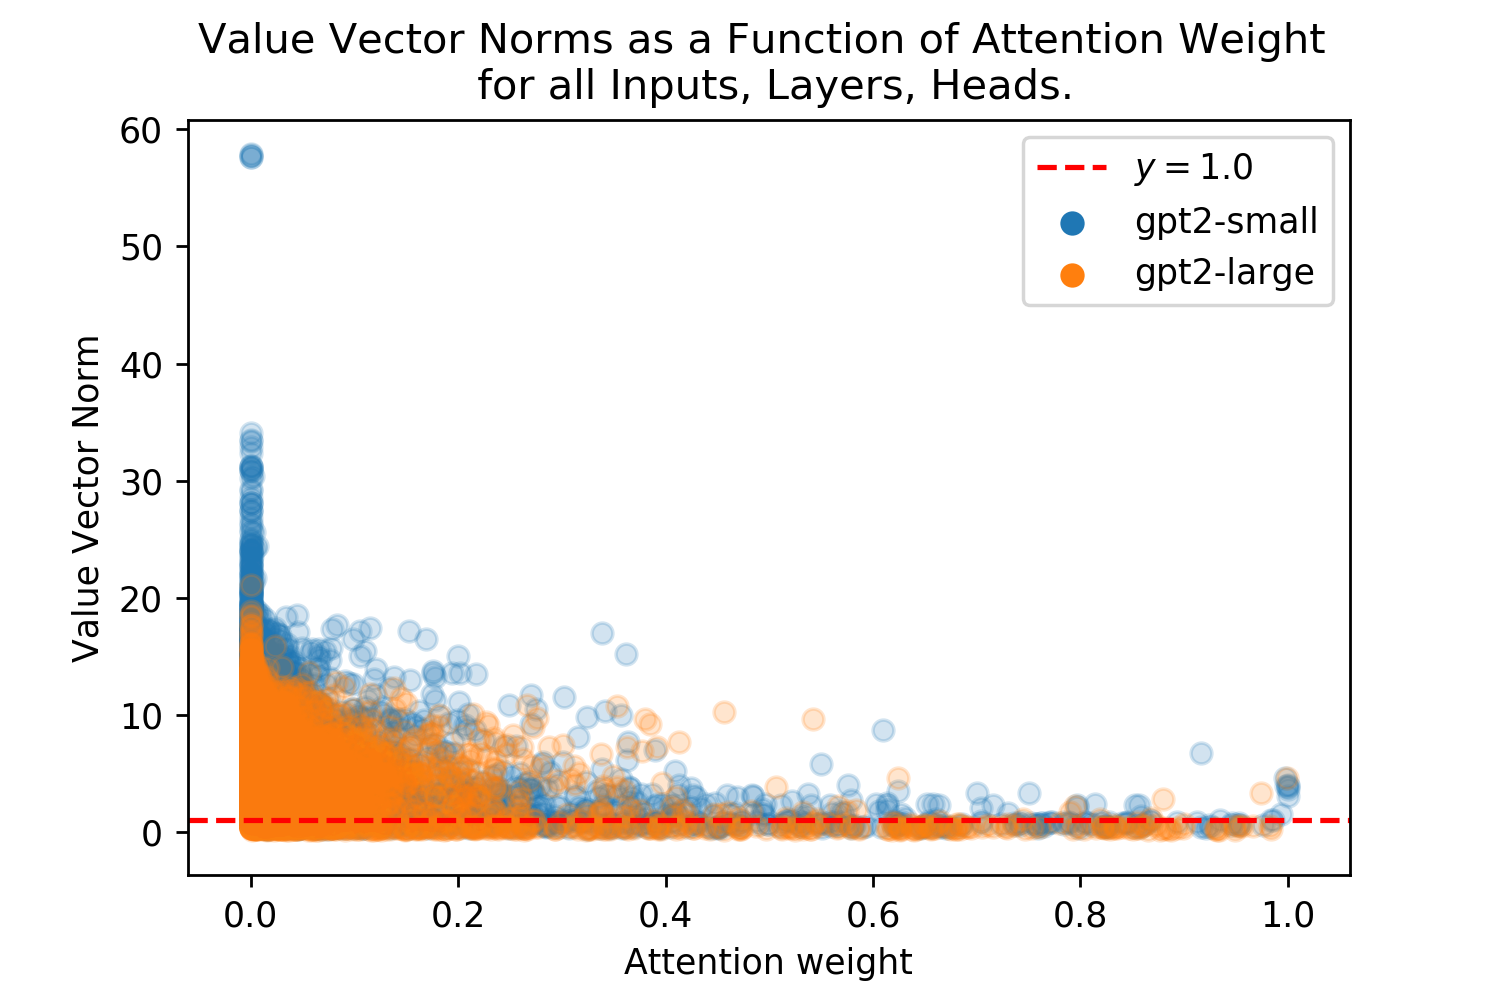 Value Vector Norms as a Function of Attention Weight
for all Inputs, Layers, Heads.
y = 1.0
gpt2-small
gpt2-large
Value Vector Norm
60
50
40
30
20
10
0
0.0 0.2 0.4 0.6 0.8 1.0
Attention weight